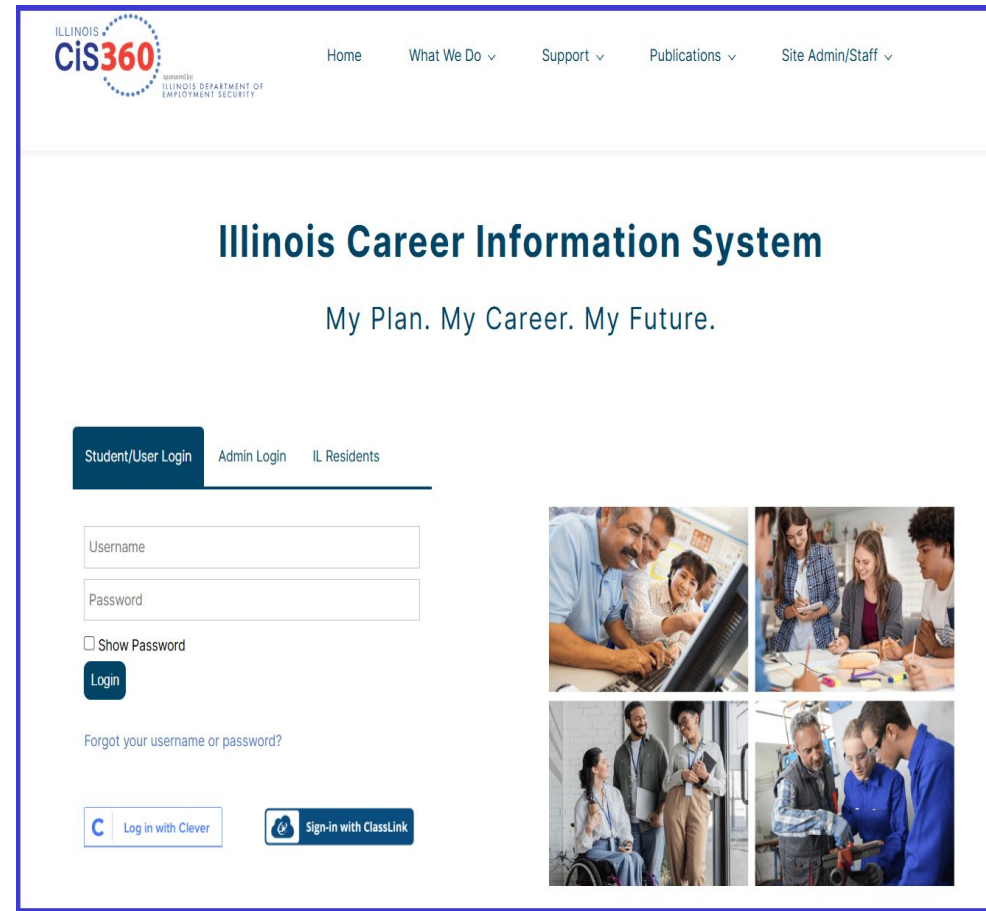 ILLINOIS
CiS360
sponsored by:
ILLINOIS DEPARTMENT OF
EMPLOYMENT SECURITY
Home What We Do Support Publications Site Admin/Staff
Illinois Career Information System
My Plan. My Career. My Future.
Student/User Login Admin Login IL Residents
Username
Password
Show Password
Login
Forgot your username or password?
C Log in with Clever
Sign-in with ClassLink